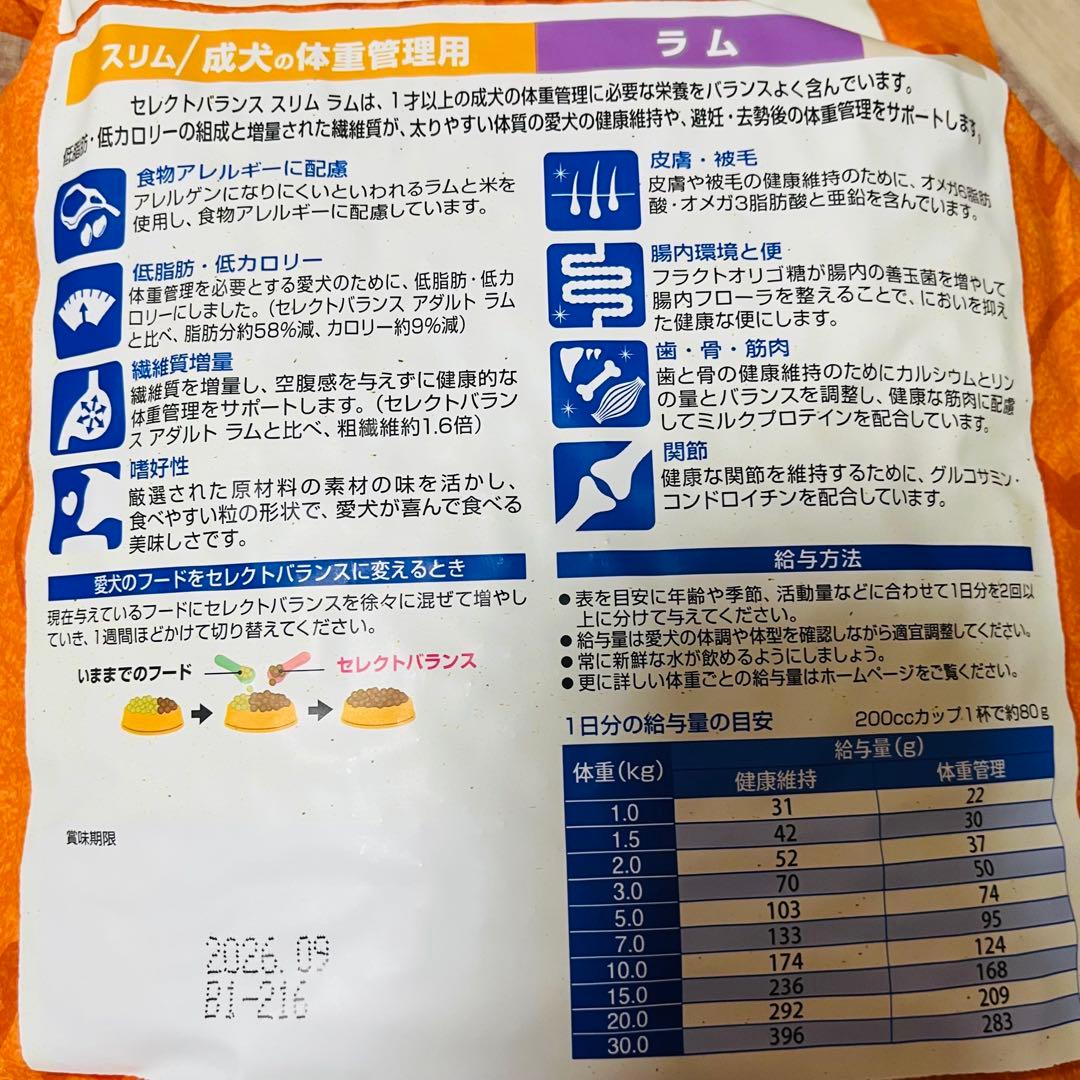 スリム/成犬の体重管理用
ラム
セレクトバランス スリム ラムは、1才以上の成犬の体重管理に必要な栄養をバランスよく含んでいます。
低脂肪・低カロリーの組成と増量された繊維質が、太りやすい体質の愛犬の健康維持や、避妊・去勢後の体重管理をサポートします。
食物アレルギーに配慮
アレルゲンになりにくいといわれるラムと米を
使用し、食物アレルギーに配慮しています。
低脂肪・低カロリー
体重管理を必要とする愛犬のために、低脂肪・低カ
ロリーにしました。(セレクトバランス アダルト ラム
と比べ、脂肪分約58%減、カロリー約9%減)
繊維質増量
繊維質を増量し、空腹感を与えずに健康的な
体重管理をサポートします。(セレクトバラン
ス アダルト ラムと比べ、粗繊維約1.6倍)
嗜好性
厳選された原材料の素材の味を活かし、
食べやすい粒の形状で、愛犬が喜んで食べる
美味しさです。
皮膚・被毛
皮膚や被毛の健康維持のために、オメガ6脂肪
酸・オメガ3脂肪酸と亜鉛を含んでいます。
腸内環境と便
フラクトオリゴ糖が腸内の善玉菌を増やして
腸内フローラを整えることで、においを抑え
た健康な便にします。
歯・骨・筋肉
歯と骨の健康維持のためにカルシウムとリン
の量とバランスを調整し、健康な筋肉に配慮
してミルクプロテインを配合しています。
関節
健康な関節を維持するために、グルコサミン・
コンドロイチンを配合しています。
愛犬のフードをセレクトバランスに変えるとき
現在与えているフードにセレクトバランスを徐々に混ぜて増やし
ていき、1週間ほどかけて切り替えてください。
いままでのフード
セレクトバランス
賞味期限
2026.09
B1-216
給与方法
●表を目安に年齢や季節、活動量などに合わせて1日分を2回以
上に分けて与えてください。
●給与量は愛犬の体調や体型を確認しながら適宜調整してください。
●常に新鮮な水が飲めるようにしましょう。
●更に詳しい体重ごとの給与量はホームページをご覧ください。
1日分の給与量の目安 200ccカップ1杯で約80g
体重(kg) 給与量(g)
健康維持 体重管理
1.0 31 22
1.5 42 30
2.0 52 37
3.0 70 50
5.0 103 74
7.0 133 95
10.0 174 124
15.0 236 168
20.0 292 209
30.0 396 283